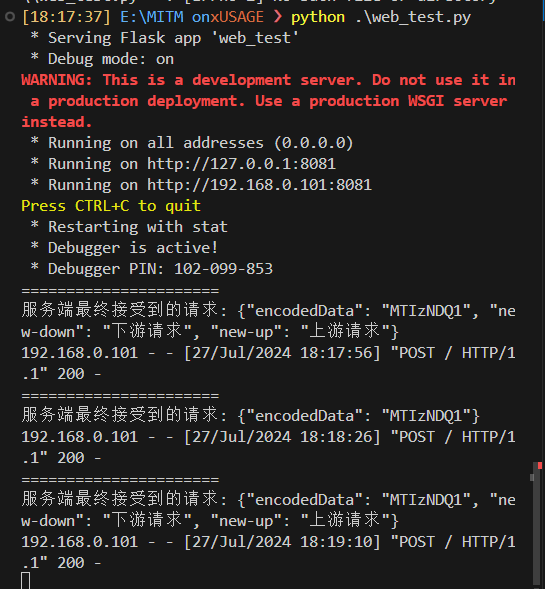 [18:17:37] E:\MITM onxUSAGE ❯ python .\web_test.py
 * Serving Flask app 'web_test'
 * Debug mode: on
WARNING: This is a development server. Do not use it in
 a production deployment. Use a production WSGI server
instead.
 * Running on all addresses (0.0.0.0)
 * Running on http://127.0.0.1:8081
 * Running on http://192.168.0.101:8081
Press CTRL+C to quit
 * Restarting with stat
 * Debugger is active!
 * Debugger PIN: 102-099-853
======================
服务端最终接受到的请求: {"encodedData": "MTIzNDQ1", "ne
w-down": "下游请求", "new-up": "上游请求"}
192.168.0.101 - - [27/Jul/2024 18:17:56] "POST / HTTP/1
.1" 200 -
======================
服务端最终接受到的请求: {"encodedData": "MTIzNDQ1"}
192.168.0.101 - - [27/Jul/2024 18:18:26] "POST / HTTP/1
.1" 200 -
======================
服务端最终接受到的请求: {"encodedData": "MTIzNDQ1", "ne
w-down": "下游请求", "new-up": "上游请求"}
192.168.0.101 - - [27/Jul/2024 18:19:10] "POST / HTTP/1
.1" 200 -